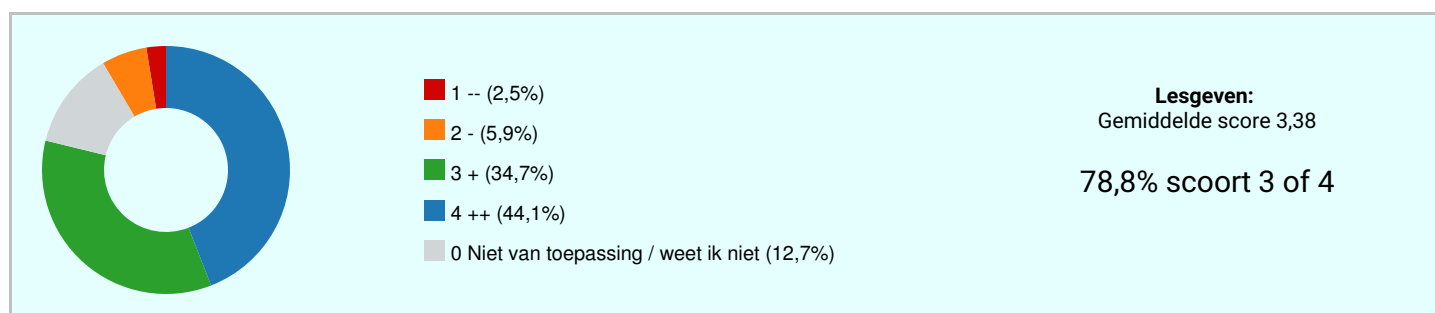 1 -- (2,5%)
2 - (5,9%)
3 + (34,7%)
4 ++ (44,1%)
0 Niet van toepassing / weet ik niet (12,7%)
Lesgeven:
Gemiddelde score 3,38
78,8% scoort 3 of 4